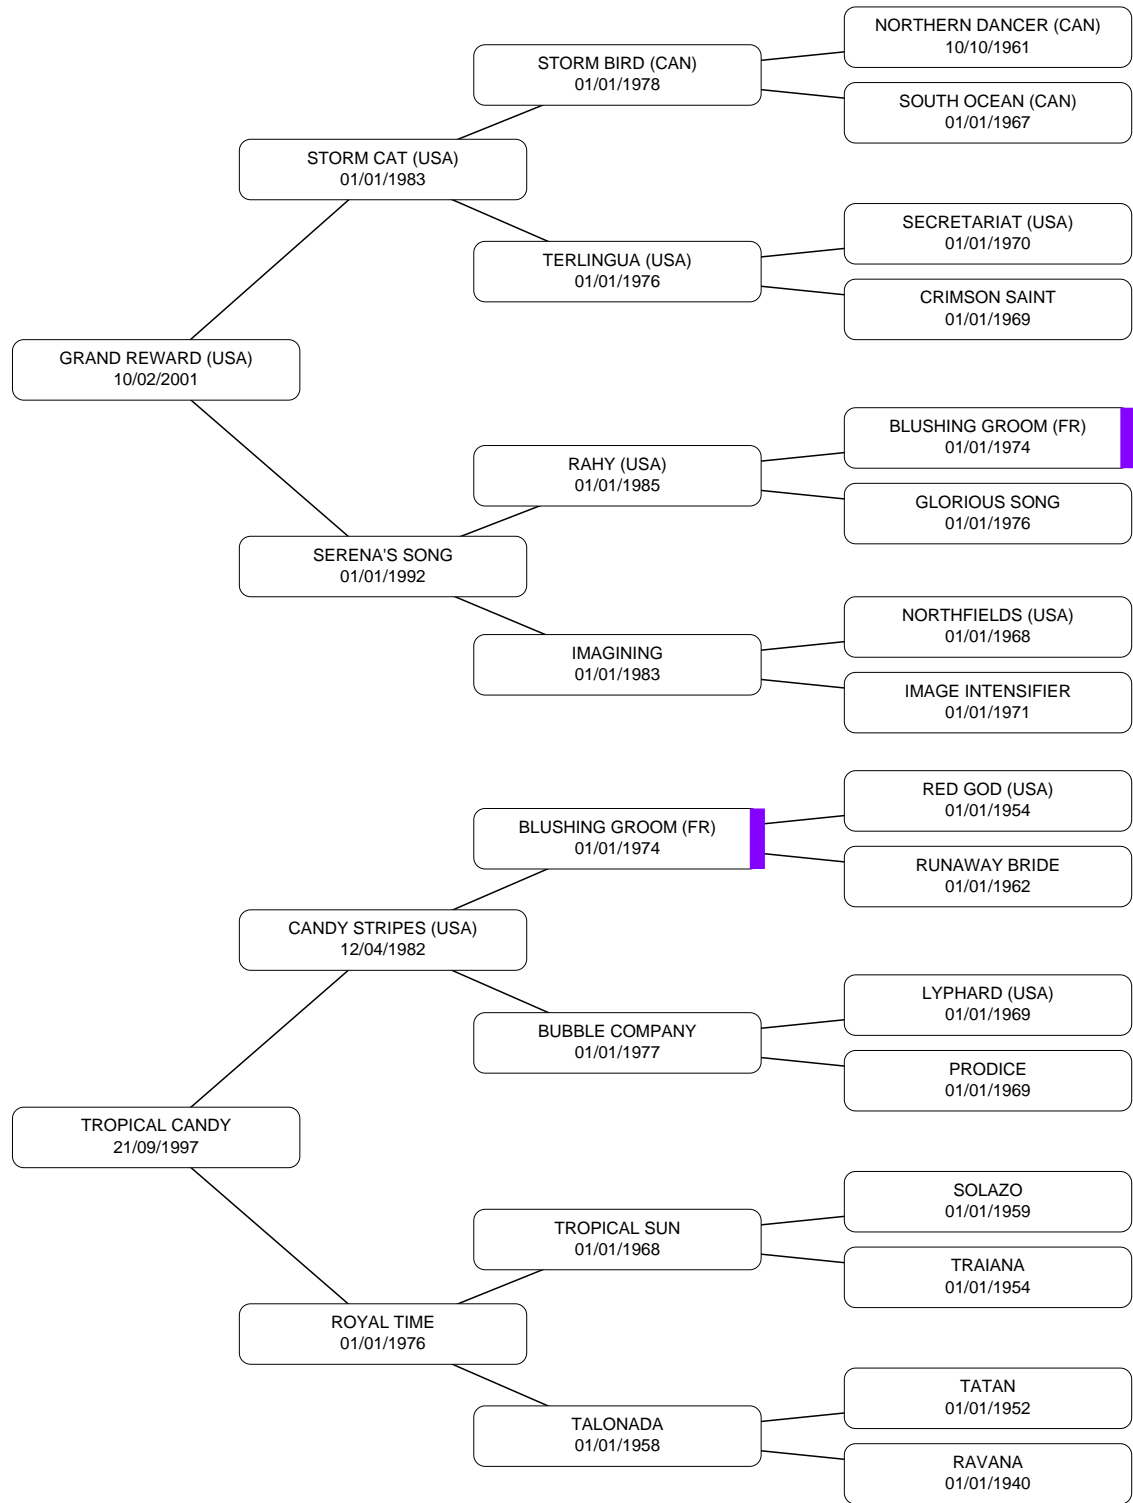 NORTHERN DANCER (CAN)
10/10/1961
STORM BIRD (CAN)
01/01/1978
SOUTH OCEAN (CAN)
01/01/1967
STORM CAT (USA)
01/01/1983
SECRETARIAT (USA)
01/01/1970
TERLINGUA (USA)
01/01/1976
CRIMSON SAINT
01/01/1969
GRAND REWARD (USA)
10/02/2001
BLUSHING GROOM (FR)
01/01/1974
RAHY (USA)
01/01/1985
GLORIOUS SONG
01/01/1976
SERENA'S SONG
01/01/1992
NORTHFIELDS (USA)
01/01/1968
IMAGINING
01/01/1983
IMAGE INTENSIFIER
01/01/1971
RED GOD (USA)
01/01/1954
BLUSHING GROOM (FR)
01/01/1974
RUNAWAY BRIDE
01/01/1962
CANDY STRIPES (USA)
12/04/1982
LYPHARD (USA)
01/01/1969
BUBBLE COMPANY
01/01/1977
PRODICE
01/01/1969
TROPICAL CANDY
21/09/1997
SOLAZO
01/01/1959
TROPICAL SUN
01/01/1968
TRAIANA
01/01/1954
ROYAL TIME
01/01/1976
TATAN
01/01/1952
TALONADA
01/01/1958
RAVANA
01/01/1940